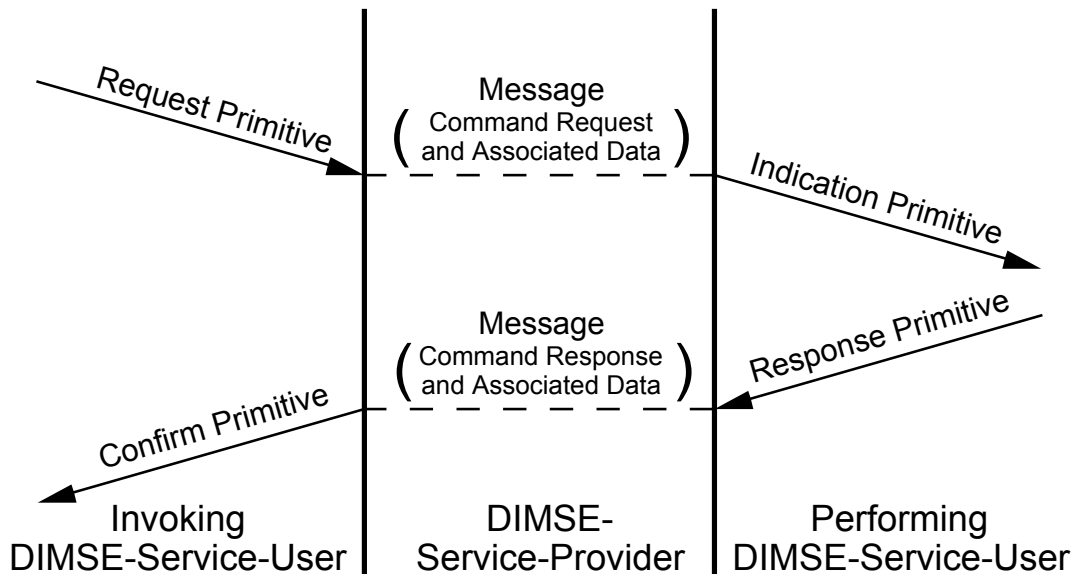 Request Primitive
Message
( Command Request
and Associated Data )
Indication Primitive
Message
( Command Response
and Associated Data )
Response Primitive
Confirm Primitive
Invoking
DIMSE-Service-User
DIMSE-
Service-Provider
Performing
DIMSE-Service-User